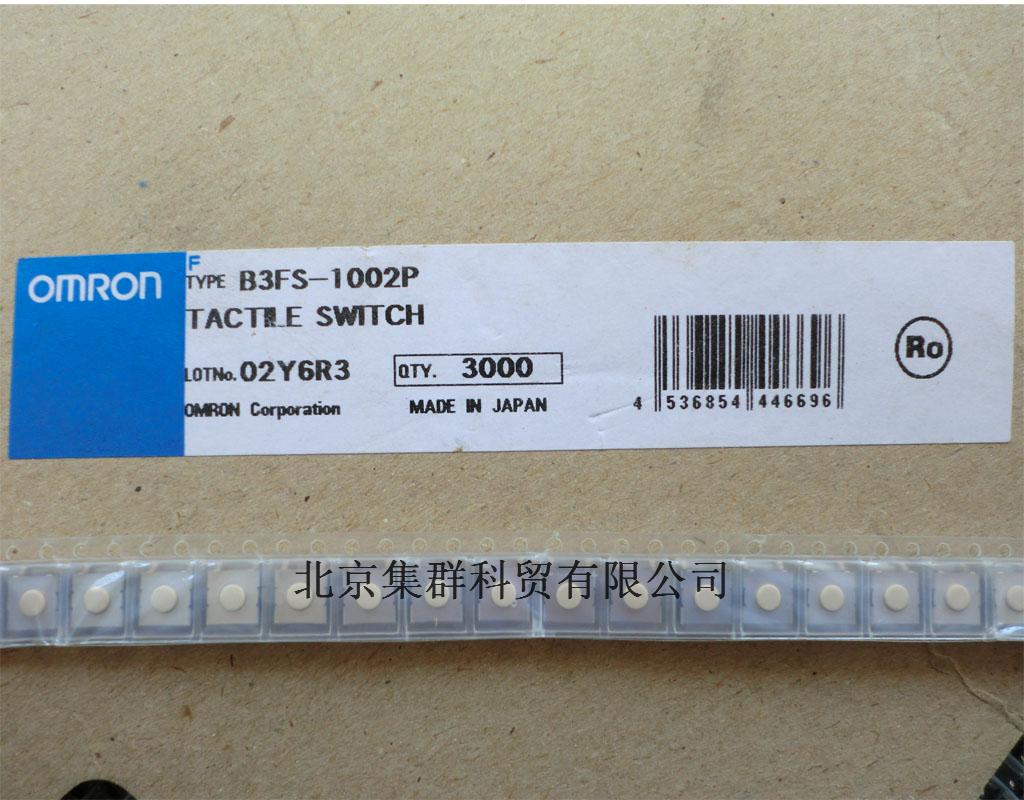 OMRON
F
TYPE B3FS-1002P
TACTILE SWITCH
LOTNo. 02Y6R3
QTY. 3000
OMRON Corporation
MADE IN JAPAN
4 536854 446696
Ro
北京集群科贸有限公司